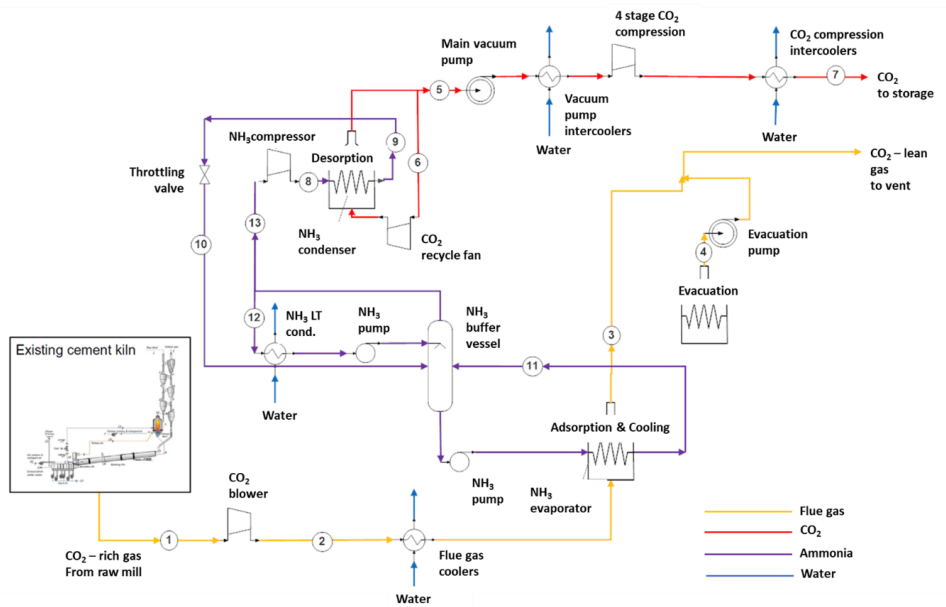 4 stage CO₂
compression
CO₂ compression
intercoolers
Main vacuum
pump
5
7
CO₂
to storage
Vacuum
pump
intercoolers
Water
Water
NH₃compressor
9
Desorption
6
8
Throttling
valve
CO₂ – lean
gas
to vent
13
NH₃
condenser
CO₂
recycle fan
10
4
Evacuation
pump
Evacuation
12
NH₃ LT
cond.
NH₃
pump
NH₃
buffer
vessel
3
Existing cement kiln
11
Water
Adsorption & Cooling
CO₂
blower
NH₃
pump
NH₃
evaporator
1
2
CO₂ – rich gas
From raw mill
Flue gas
coolers
Water
Flue gas
CO₂
Ammonia
Water